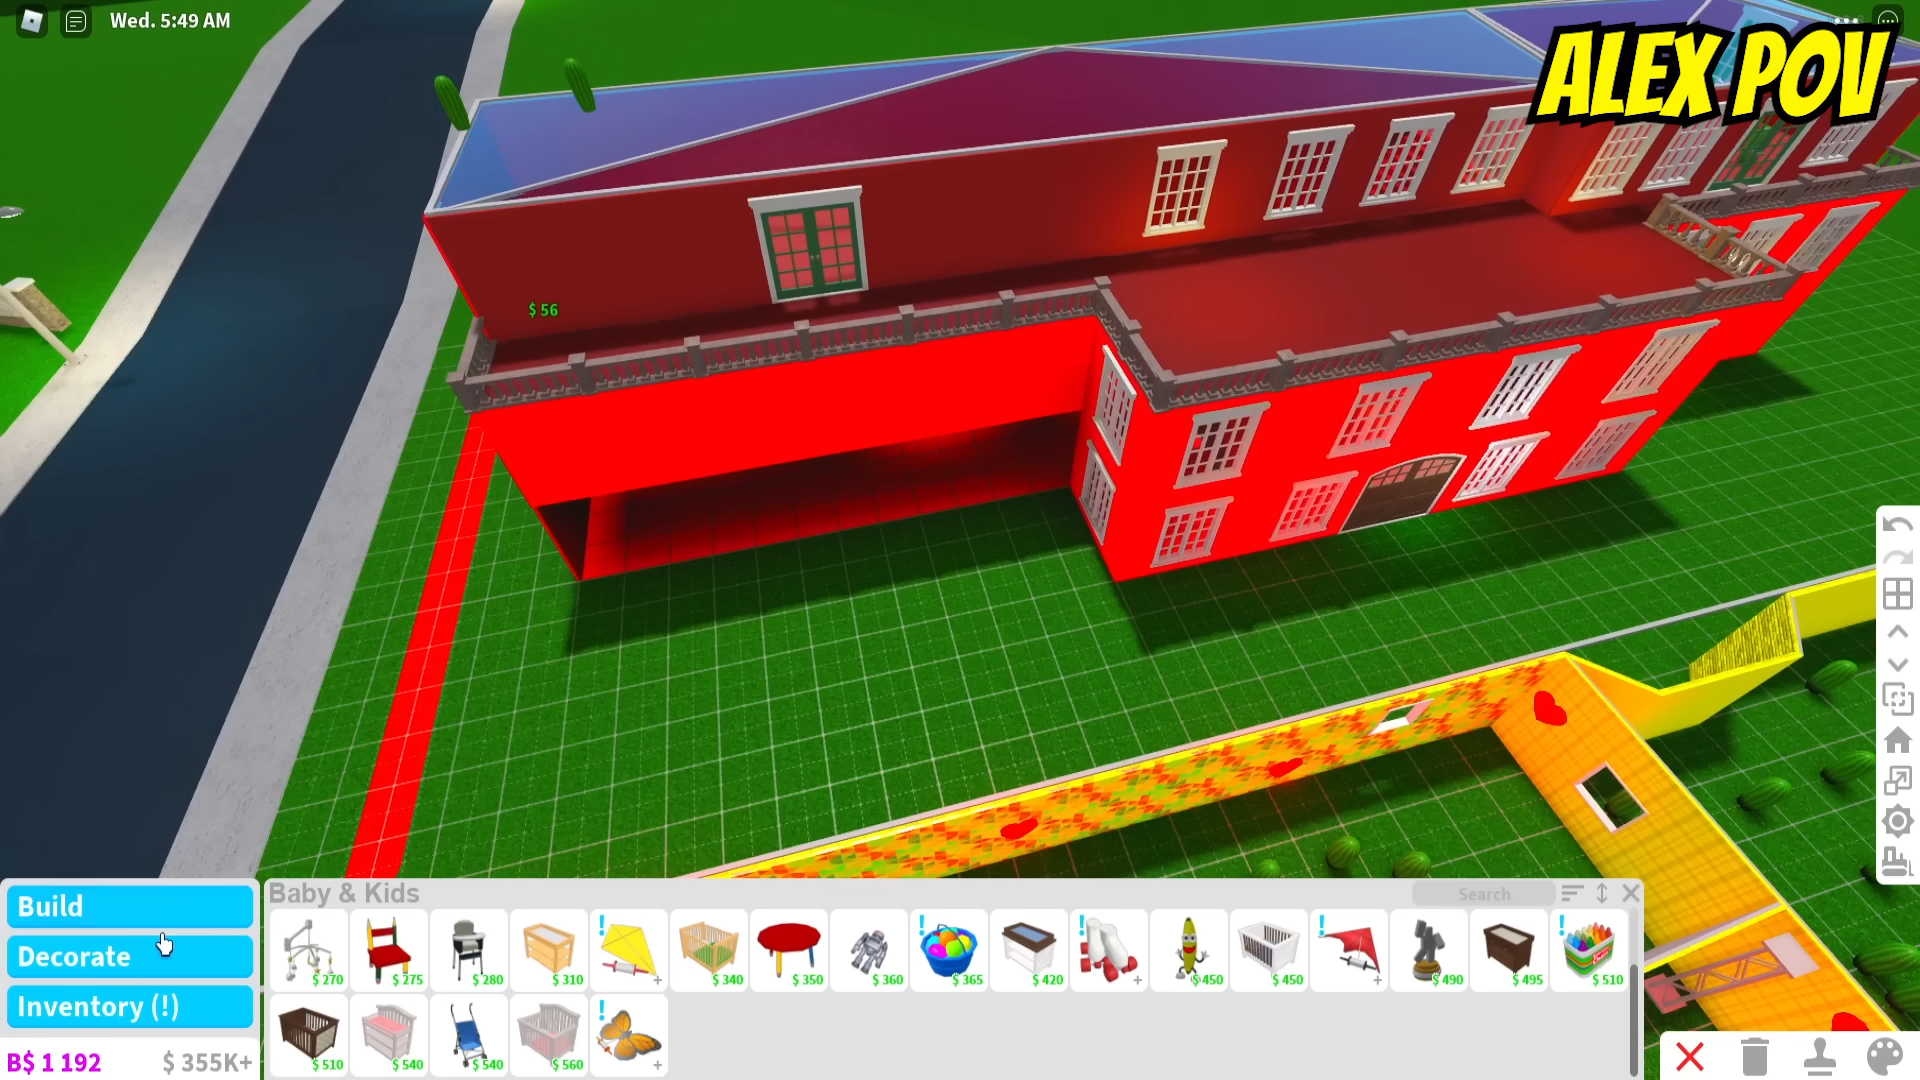 Wed. 5:49 AM
ALEX POV
$ 56
Build
Decorate
Inventory (!)
B$ 1 192
$ 355K+
Baby & Kids
Search
$ 270
$ 275
$ 280
$ 310
$ 340
$ 350
$ 360
$ 365
$ 420
$ 450
$ 450
$ 490
$ 495
$ 510
$ 510
$ 540
$ 540
$ 560